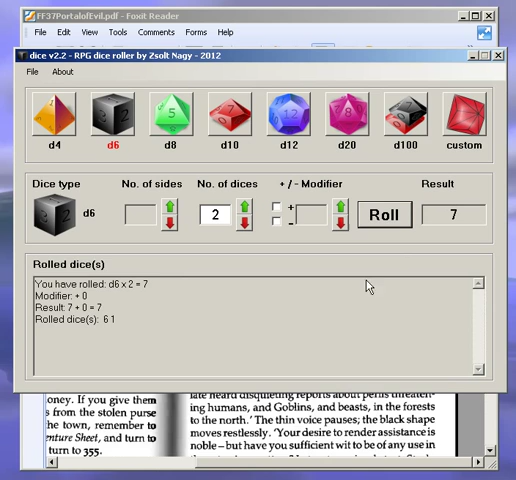 FF37PortalofEvil.pdf - Foxit Reader
File Edit View Tools Comments Forms Help
dice v2.2 - RPG dice roller by Zsolt Nagy - 2012
File About
d4 d6 d8 d10 d12 d20 d100 custom
Dice type No. of sides No. of dices + / - Modifier Result
d6 2 + - Roll 7
Rolled dice(s)
You have rolled: d6 x 2 = 7
Modifier: + 0
Result: 7 + 0 = 7
Rolled dice(s): 6 1
oney. If you give them
s from the stolen purse
he town, remember to
enture Sheet, and turn to
turn to 355.
late heard disquieting reports about perils threaten-
ing humans, and Goblins, and beasts, in the forests
to the north.' The thin voice pauses; the black shape
moves restlessly. 'Your desire to render assistance is
noble – but have you sufficient wit to be of any use in